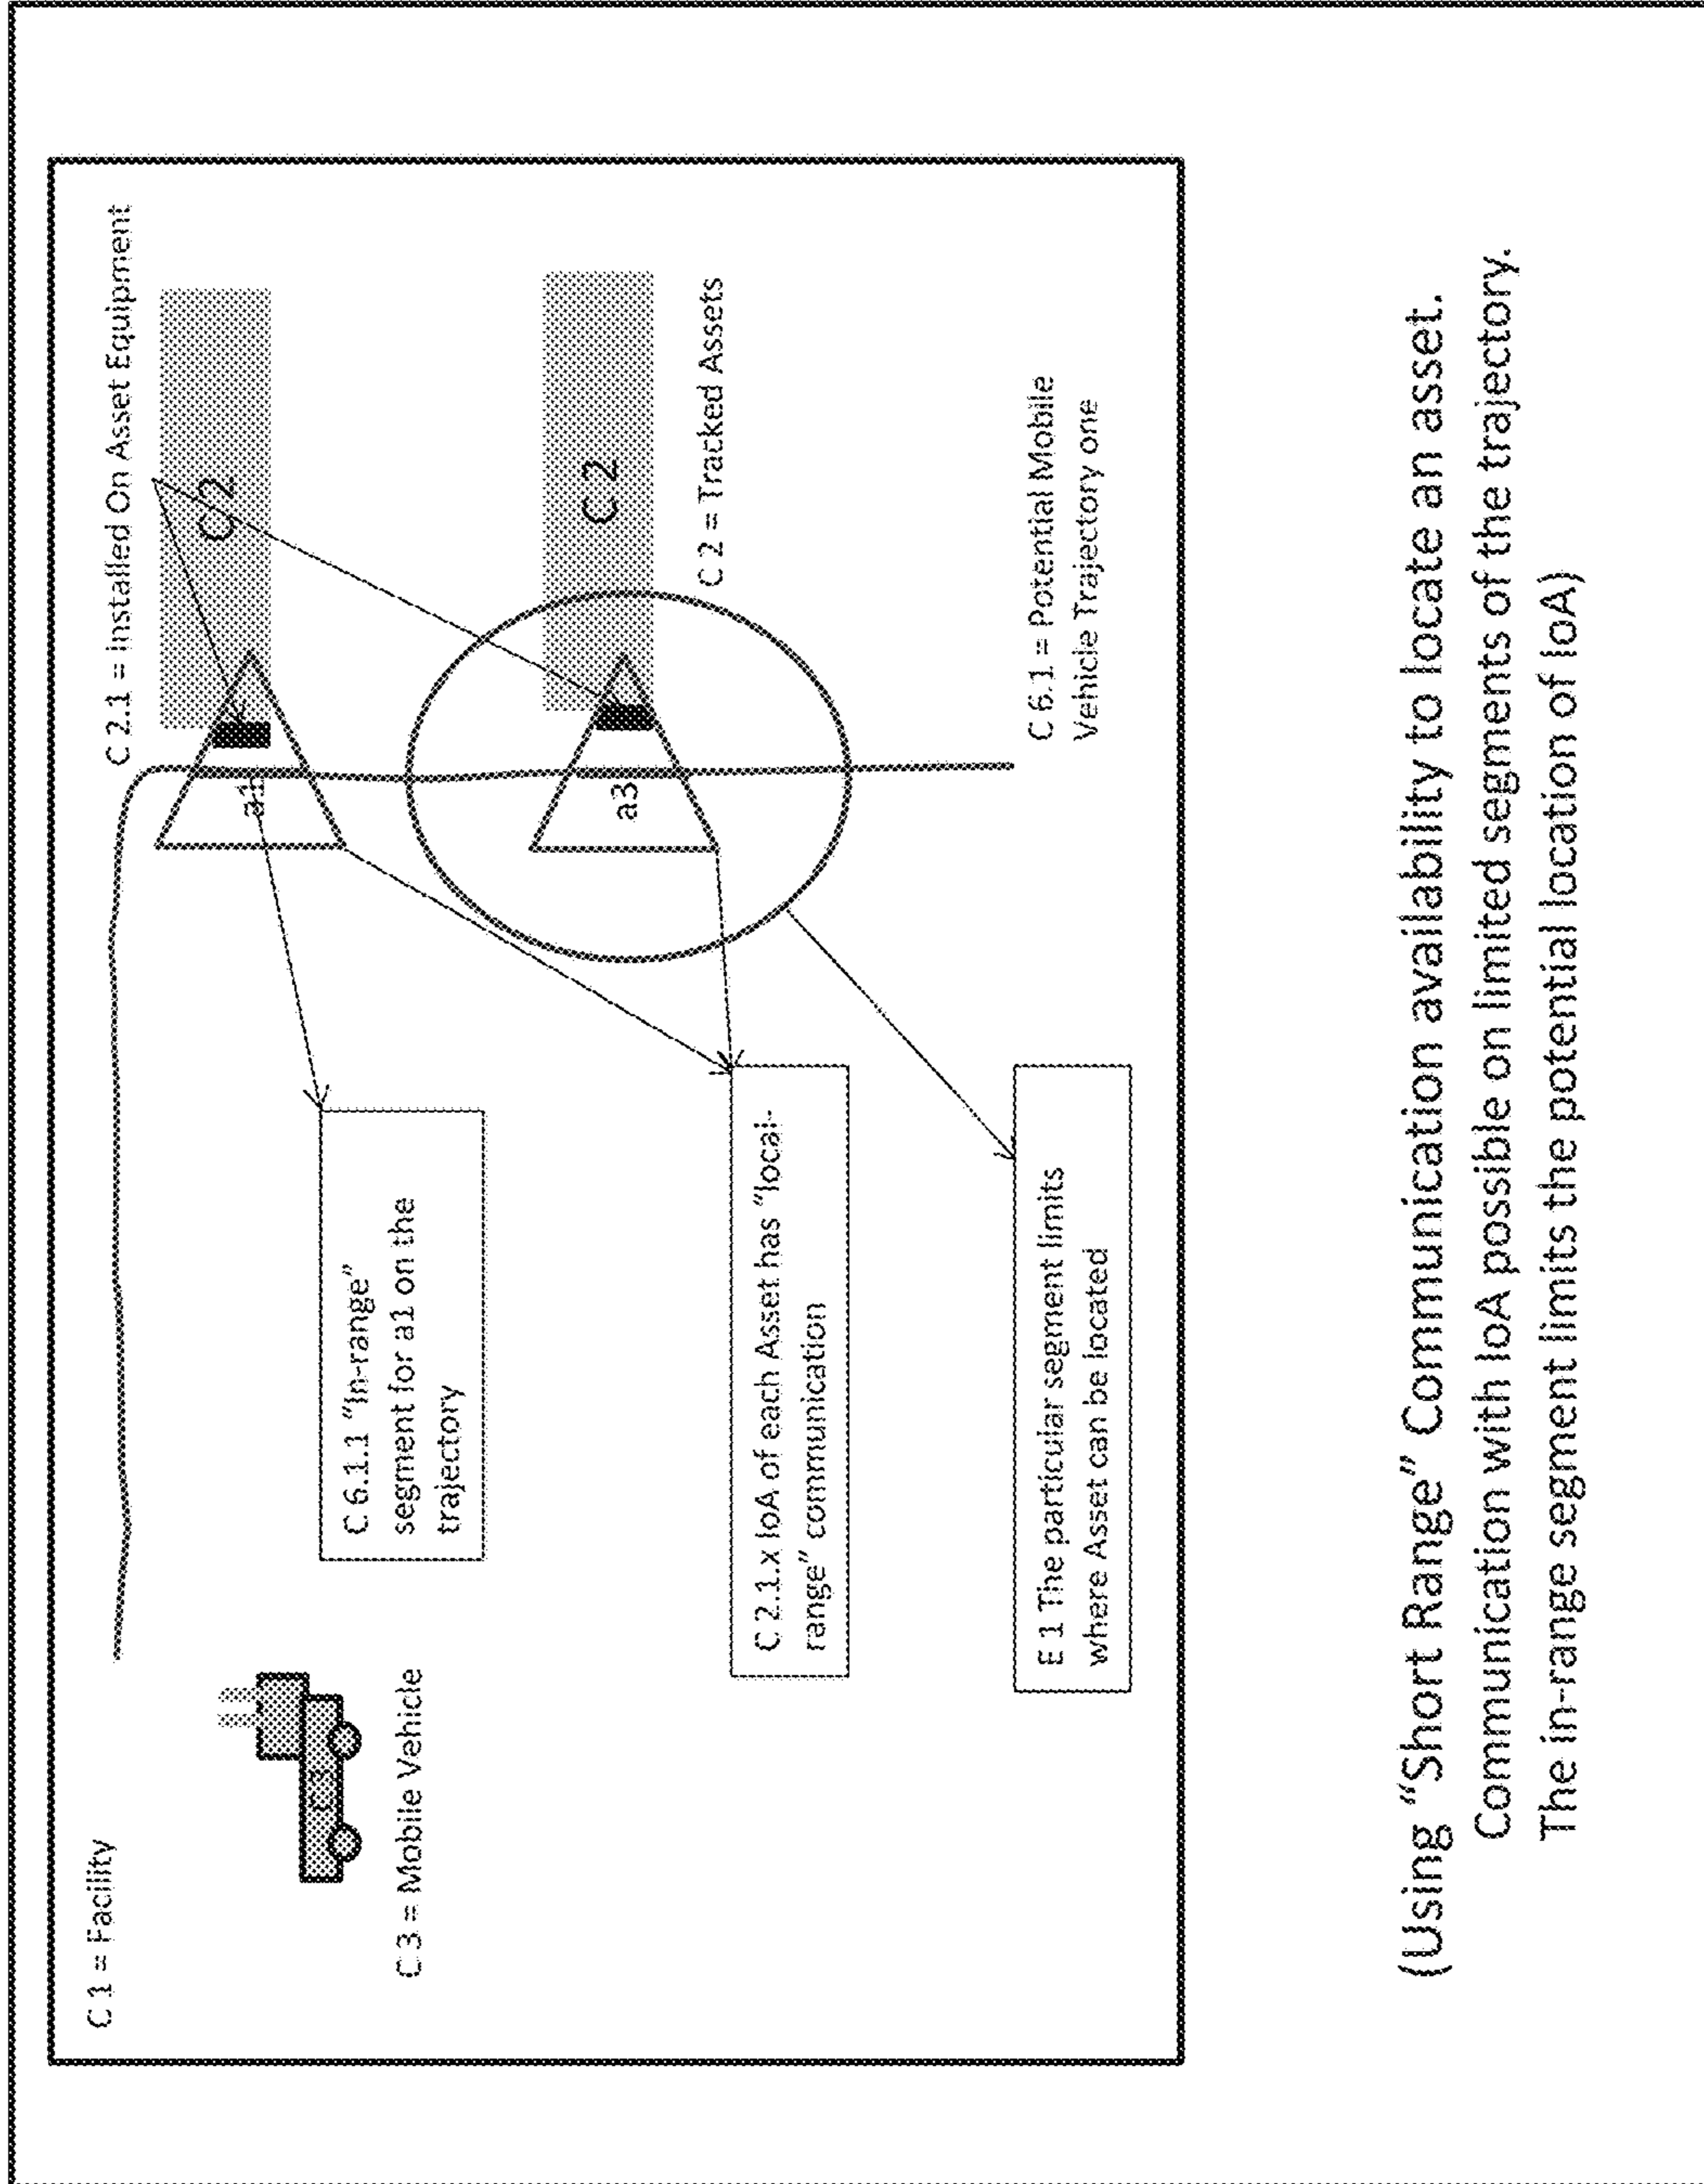 C 1 = Facility
C 2.1 = Installed On Asset Equipment
C 3
C 3 = Mobile Vehicle
a1
C 2
C 6.1.1 "In-range"
segment for a1 on the
trajectory
a3
C 2
C 2 = Tracked Assets
C 2.1.x IoA of each Asset has "local-
range" communication
E 1 The particular segment limits
where Asset can be located
C 6.1 = Potential Mobile
Vehicle Trajectory one
(Using "Short Range" Communication availability to locate an asset.
Communication with IoA possible on limited segments of the trajectory.
The in-range segment limits the potential location of IoA)